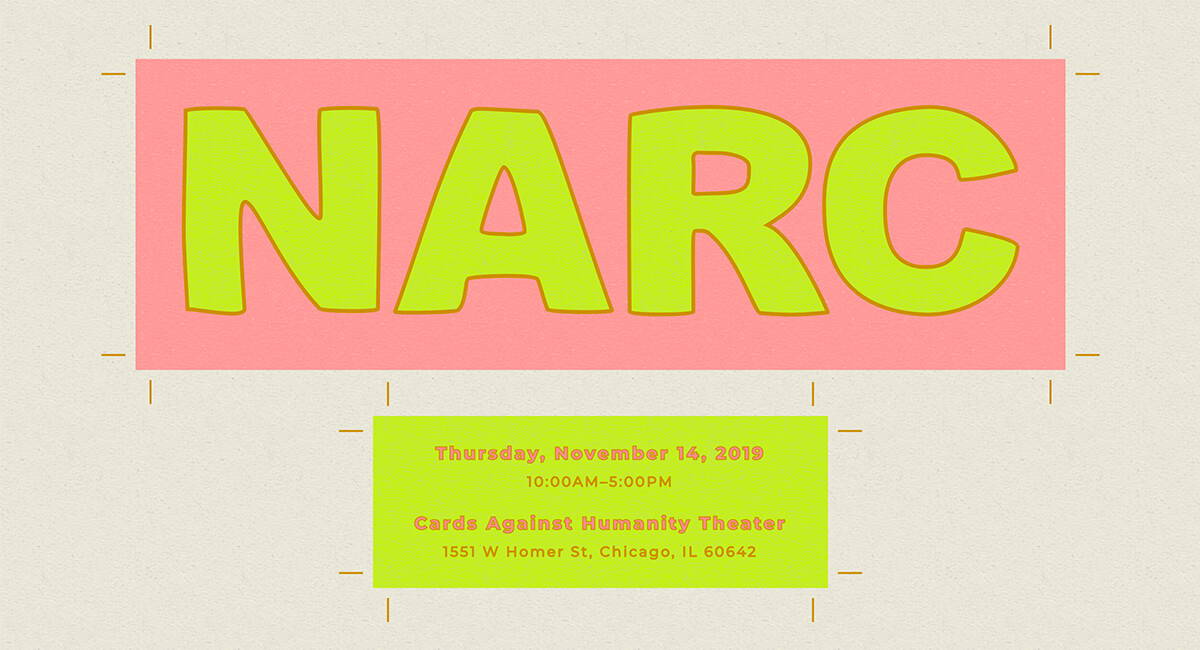 NARC
Thursday, November 14, 2019
10:00AM–5:00PM
Cards Against Humanity Theater
1551 W Homer St, Chicago, IL 60642